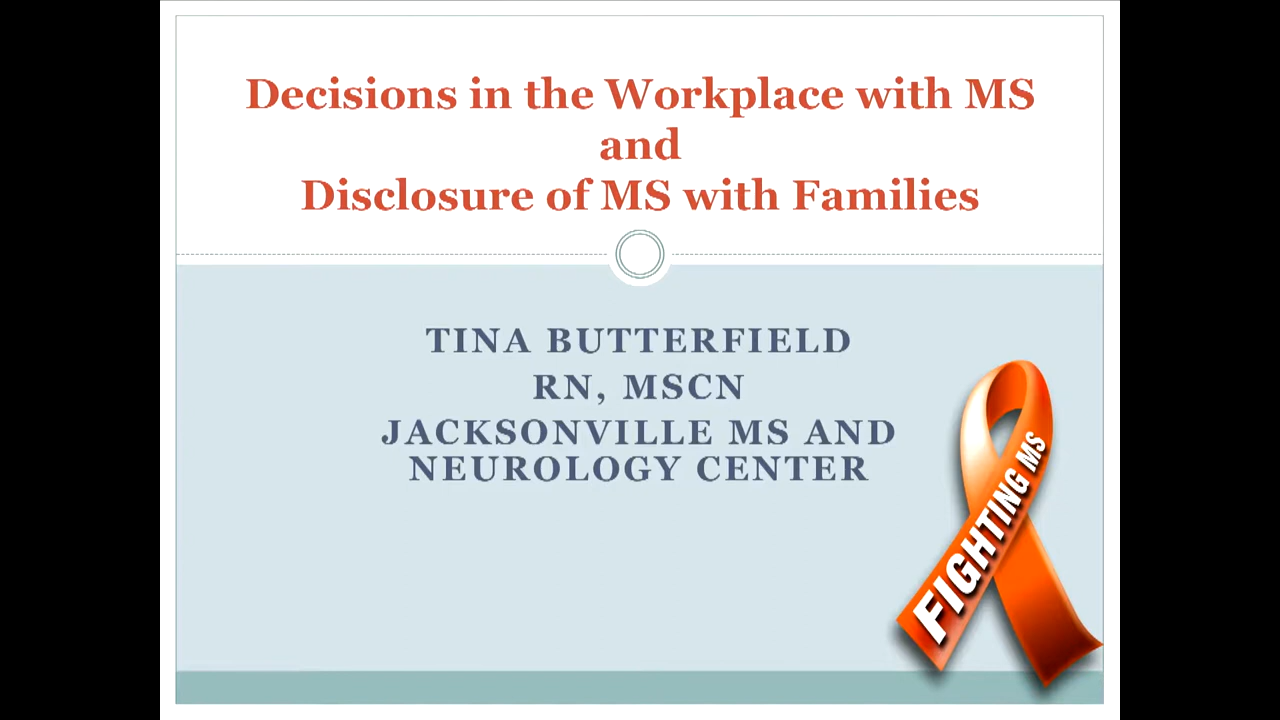 Decisions in the Workplace with MS
and
Disclosure of MS with Families
TINA BUTTERFIELD
RN, MSCN
JACKSONVILLE MS AND
NEUROLOGY CENTER
FIGHTING MS